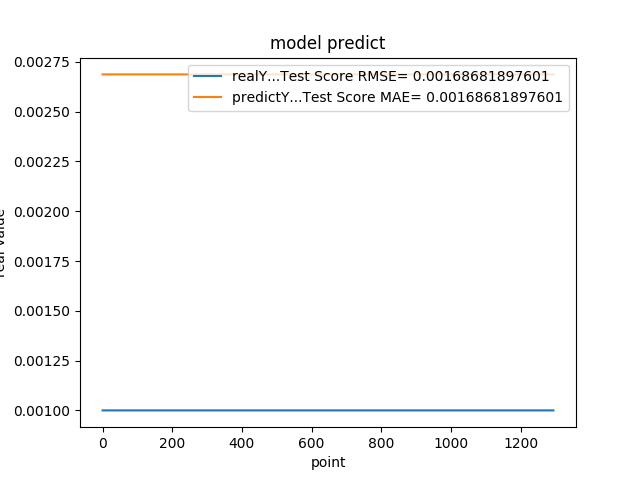 model predict
realY...Test Score RMSE= 0.00168681897601
predictY...Test Score MAE= 0.00168681897601
0.00275
0.00250
0.00225
0.00200
0.00175
0.00150
0.00125
0.00100
real value
0 200 400 600 800 1000 1200
point